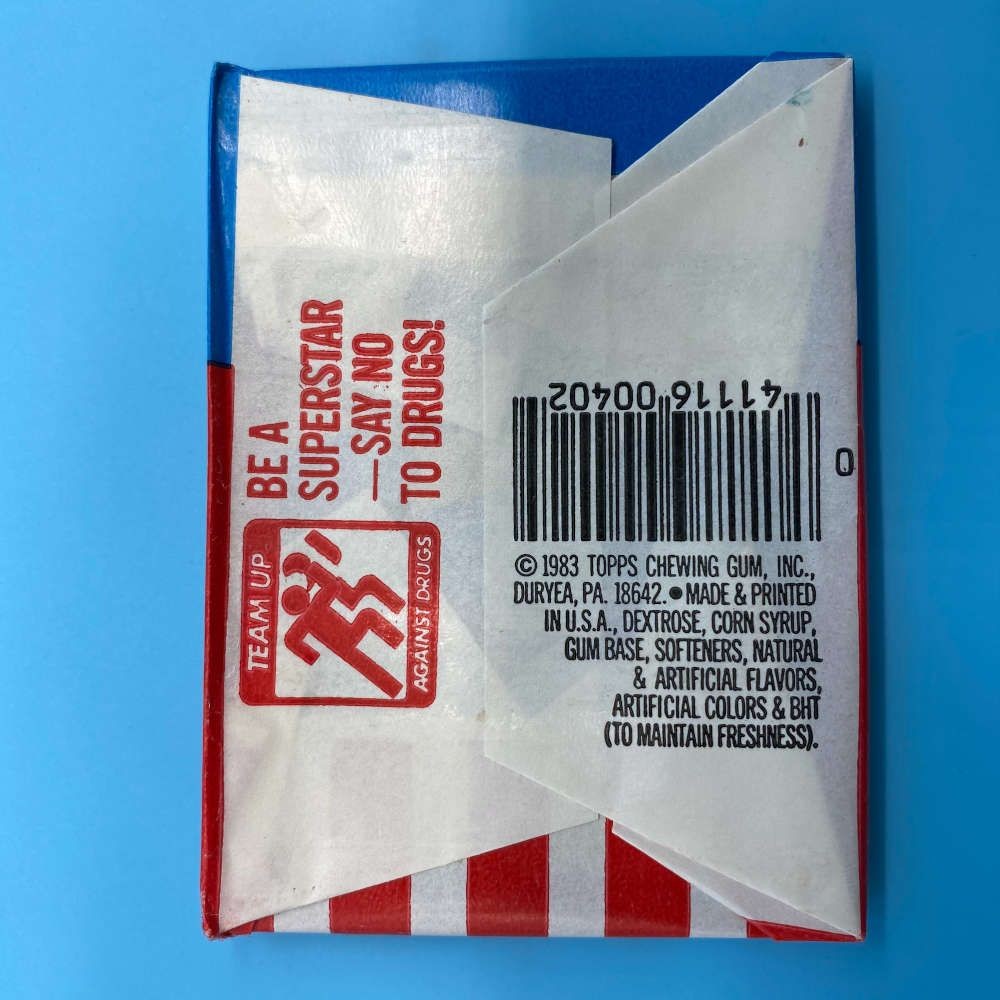 BE A
SUPERSTAR
—SAY NO
TO DRUGS!
TEAM UP
AGAINST DRUGS
41116 00402
0
© 1983 TOPPS CHEWING GUM, INC.,
DURYEA, PA. 18642. • MADE & PRINTED
IN U.S.A., DEXTROSE, CORN SYRUP,
GUM BASE, SOFTENERS, NATURAL
& ARTIFICIAL FLAVORS,
ARTIFICIAL COLORS & BHT
(TO MAINTAIN FRESHNESS).